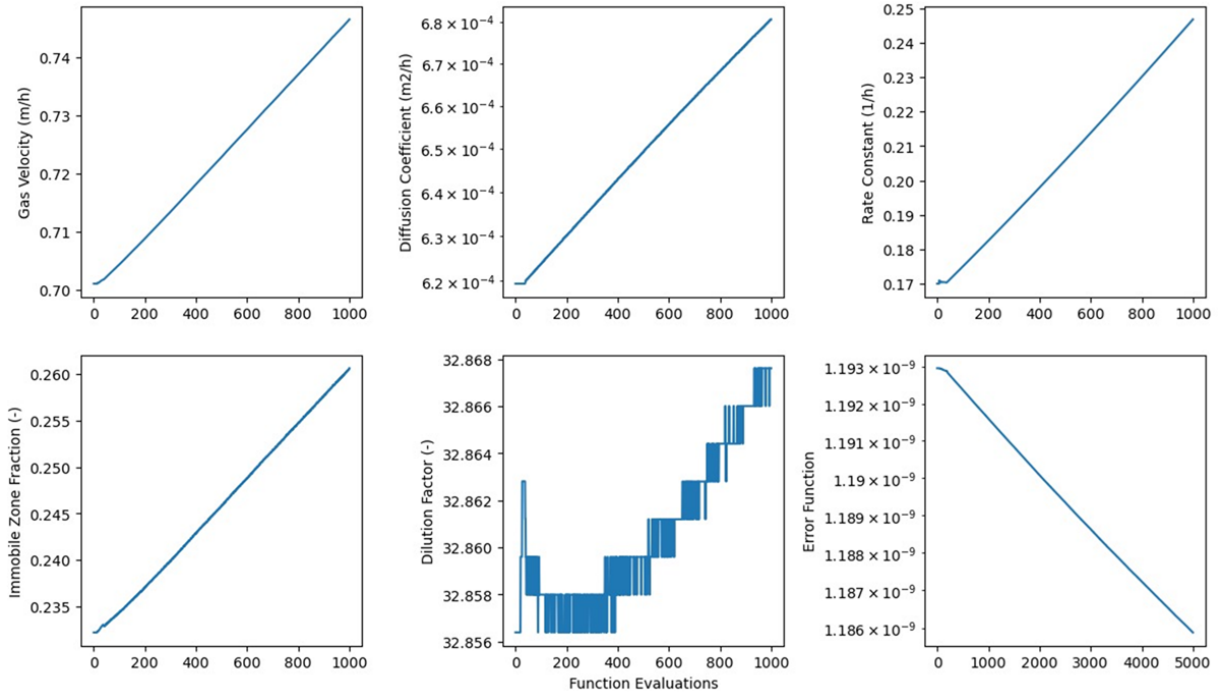 Gas Velocity (m/h)
0.74
0.73
0.72
0.71
0.70
0 200 400 600 800 1000
Diffusion Coefficient (m2/h)
6.8 × 10⁻⁴
6.7 × 10⁻⁴
6.6 × 10⁻⁴
6.5 × 10⁻⁴
6.4 × 10⁻⁴
6.3 × 10⁻⁴
6.2 × 10⁻⁴
0 200 400 600 800 1000
Rate Constant (1/h)
0.25
0.24
0.23
0.22
0.21
0.20
0.19
0.18
0.17
0 200 400 600 800 1000
Immobile Zone Fraction (-)
0.260
0.255
0.250
0.245
0.240
0.235
0 200 400 600 800 1000
Dilution Factor (-)
32.868
32.866
32.864
32.862
32.860
32.858
32.856
0 200 400 600 800 1000
Function Evaluations
Error Function
1.193 × 10⁻⁹
1.192 × 10⁻⁹
1.191 × 10⁻⁹
1.19 × 10⁻⁹
1.189 × 10⁻⁹
1.188 × 10⁻⁹
1.187 × 10⁻⁹
1.186 × 10⁻⁹
0 1000 2000 3000 4000 5000